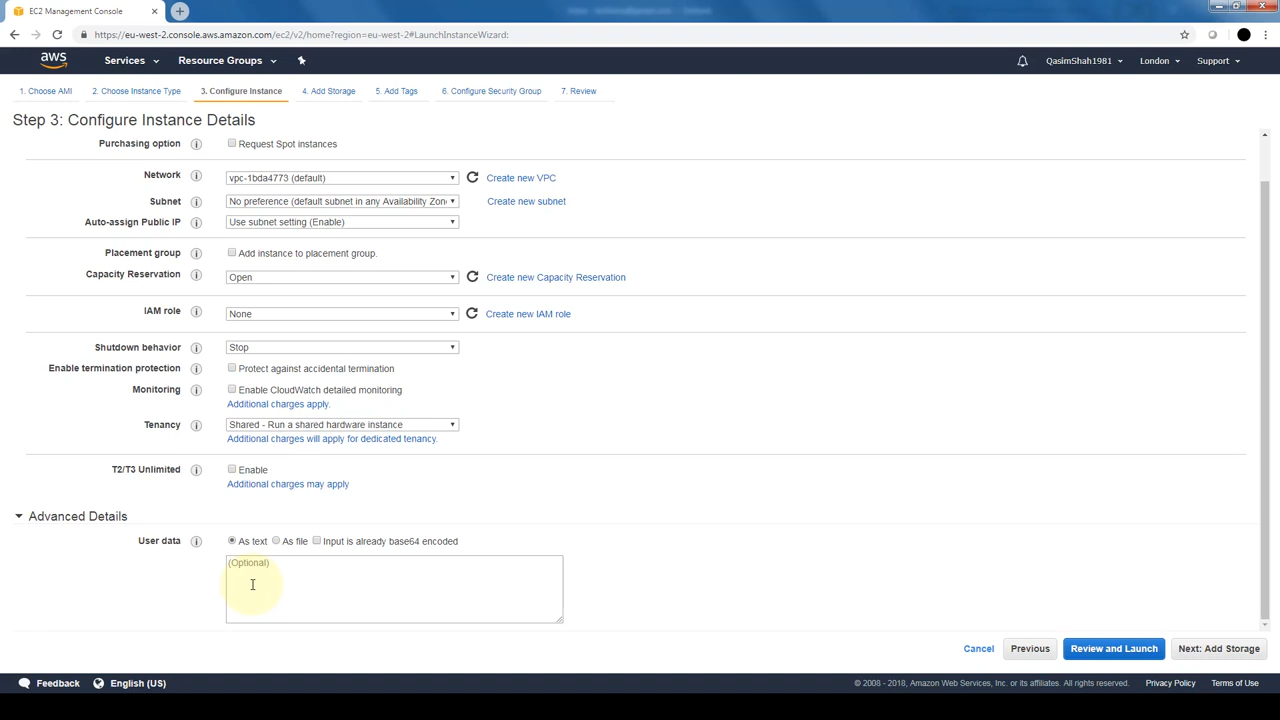 EC2 Management Console
https://eu-west-2.console.aws.amazon.com/ec2/v2/home?region=eu-west-2#LaunchInstanceWizard:
aws Services Resource Groups QasimShah1981 London Support
1. Choose AMI 2. Choose Instance Type 3. Configure Instance 4. Add Storage 5. Add Tags 6. Configure Security Group 7. Review
Step 3: Configure Instance Details
Purchasing option Request Spot instances
Network vpc-1bda4773 (default) Create new VPC
Subnet No preference (default subnet in any Availability Zon Create new subnet
Auto-assign Public IP Use subnet setting (Enable)
Placement group Add instance to placement group.
Capacity Reservation Open Create new Capacity Reservation
IAM role None Create new IAM role
Shutdown behavior Stop
Enable termination protection Protect against accidental termination
Monitoring Enable CloudWatch detailed monitoring
Additional charges apply.
Tenancy Shared - Run a shared hardware instance
Additional charges will apply for dedicated tenancy.
T2/T3 Unlimited Enable
Additional charges may apply
Advanced Details
User data As text As file Input is already base64 encoded
(Optional)
Cancel Previous Review and Launch Next: Add Storage
Feedback English (US) © 2008 - 2018, Amazon Web Services, Inc. or its affiliates. All rights reserved. Privacy Policy Terms of Use